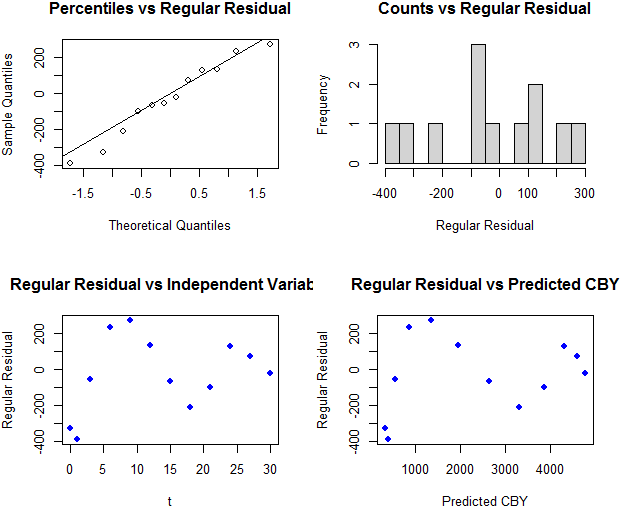 Percentiles vs Regular Residual
Sample Quantiles
-400 -200 0 200
-1.5 -0.5 0.5 1.5
Theoretical Quantiles
Counts vs Regular Residual
Frequency
0 1 2 3
-400 -200 0 100 300
Regular Residual
Regular Residual vs Independent Variab
Regular Residual
-400 -200 0 200
0 5 10 15 20 25 30
t
Regular Residual vs Predicted CBY
Regular Residual
-400 -200 0 200
1000 2000 3000 4000
Predicted CBY